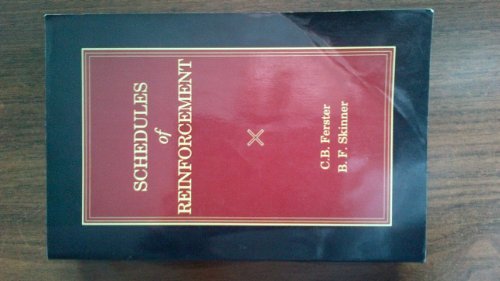 SCHEDULES
of
REINFORCEMENT
C.B. Ferster
B. F. Skinner